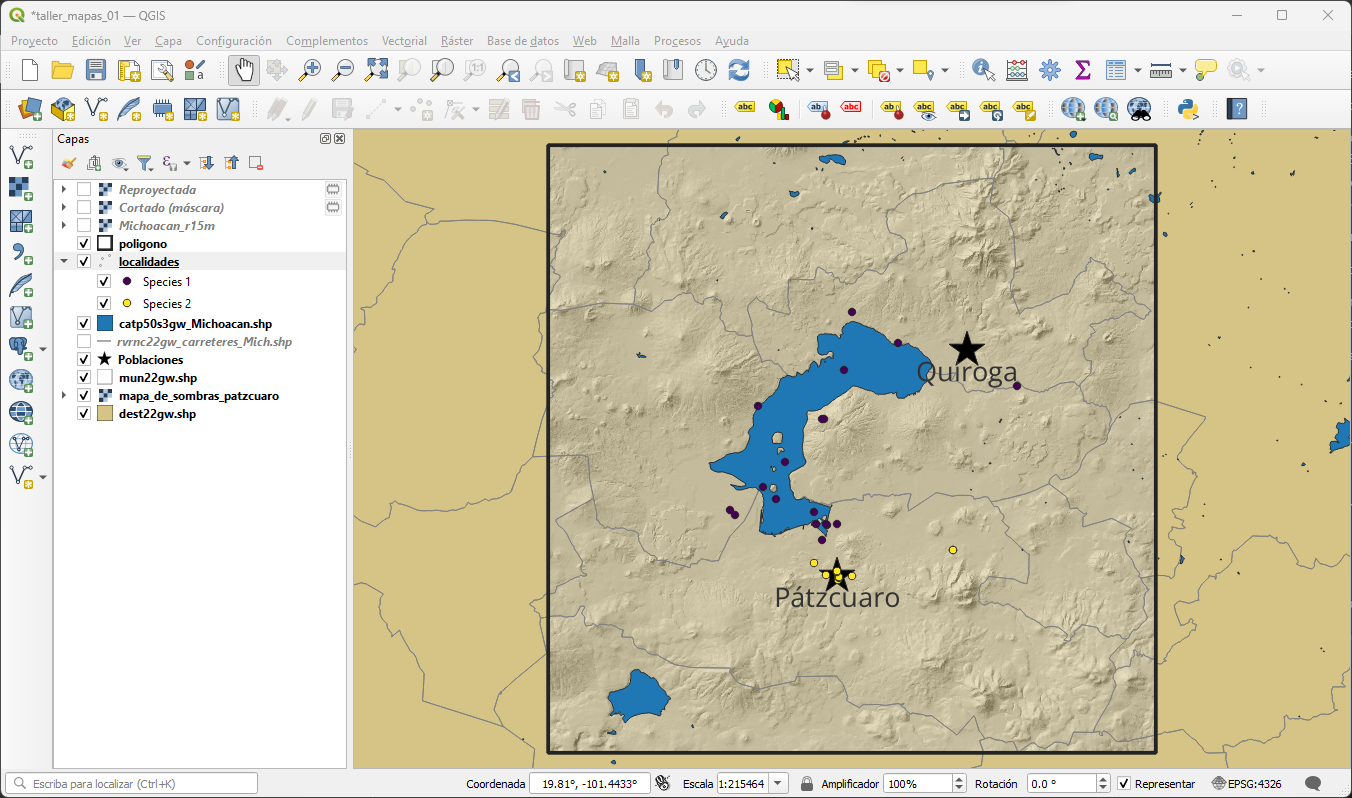 *taller_mapas_01 — QGIS
Proyecto Edición Ver Capa Configuración Complementos Vectorial Ráster Base de datos Web Malla Procesos Ayuda
Capas
Reproyectada
Cortado (máscara)
Michoacan_r15m
poligono
localidades
Species 1
Species 2
catp50s3gw_Michoacan.shp
rvrnc22gw_carreteres_Mich.shp
Poblaciones
mun22gw.shp
mapa_de_sombras_patzcuaro
dest22gw.shp
Quiroga
Pátzcuaro
Escriba para localizar (Ctrl+K) Coordenada 19.81°, -101.4433° Escala 1:215464 Amplificador 100% Rotación 0.0 ° Representar EPSG:4326